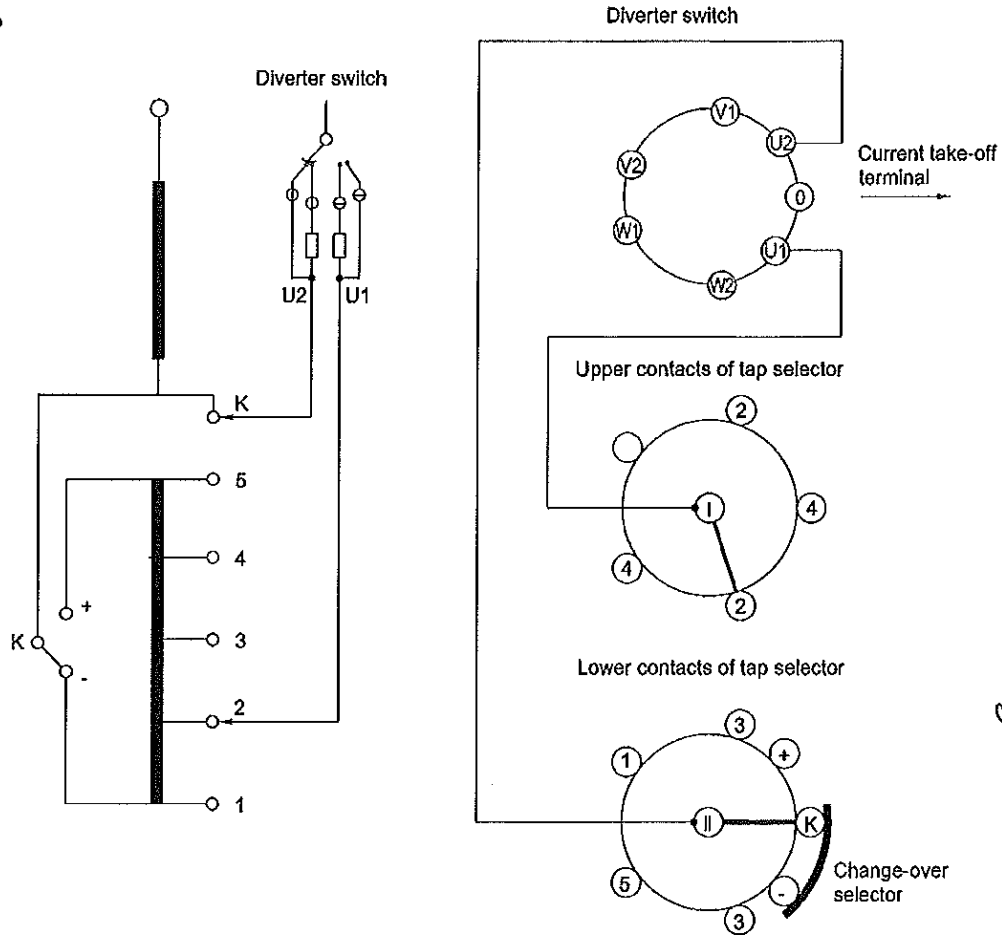 Diverter switch
U2
U1
K
5
4
+
K
3
-
2
1
Diverter switch
V1
U2
V2
Current take-off
terminal
0
W1
U1
W2
Upper contacts of tap selector
2
I
4
4
2
Lower contacts of tap selector
3
1
+
II
K
Change-over
selector
5
-
3